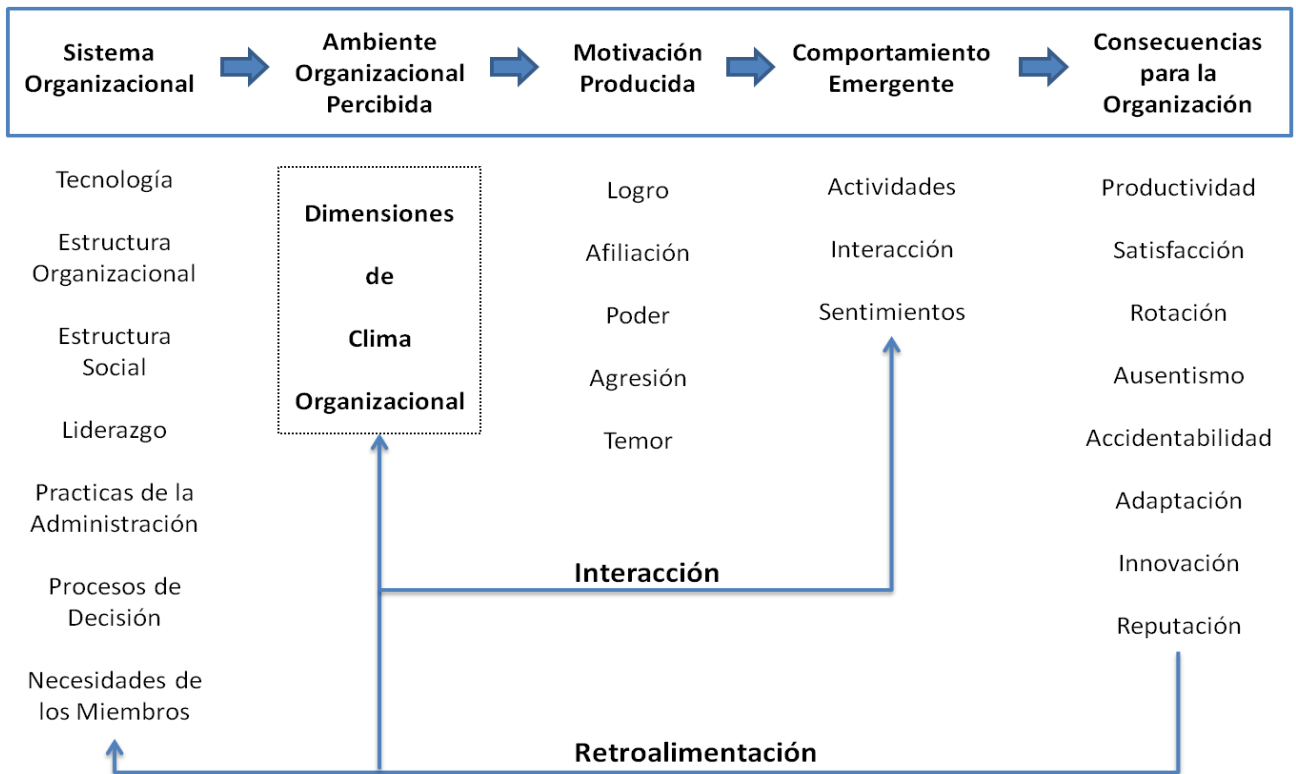 Sistema
Organizacional
Ambiente
Organizacional
Percibida
Motivación
Producida
Comportamiento
Emergente
Consecuencias
para la
Organización
Tecnología
Estructura
Organizacional
Estructura
Social
Liderazgo
Practicas de la
Administración
Procesos de
Decisión
Necesidades de
los Miembros
Dimensiones
de
Clima
Organizacional
Logro
Afiliación
Poder
Agresión
Temor
Actividades
Interacción
Sentimientos
Productividad
Satisfacción
Rotación
Ausentismo
Accidentabilidad
Adaptación
Innovación
Reputación
Interacción
Retroalimentación